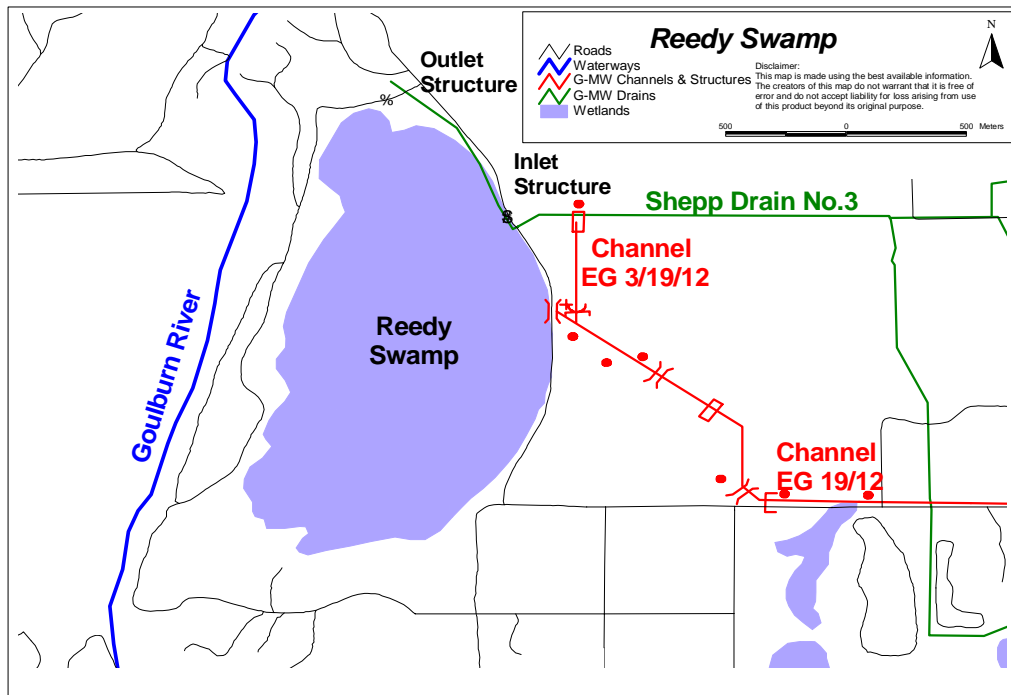 Reedy Swamp
N
Roads
Waterways
G-MW Channels & Structures
G-MW Drains
Wetlands
Disclaimer:
This map is made using the best available information.
The creators of this map do not warrant that it is free of
error and do not accept liability for loss arising from use
of this product beyond its original purpose.
500 0 500 Meters
Outlet
Structure
%
Inlet
Structure
Shepp Drain No.3
Channel
EG 3/19/12
Reedy
Swamp
Goulburn River
Channel
EG 19/12